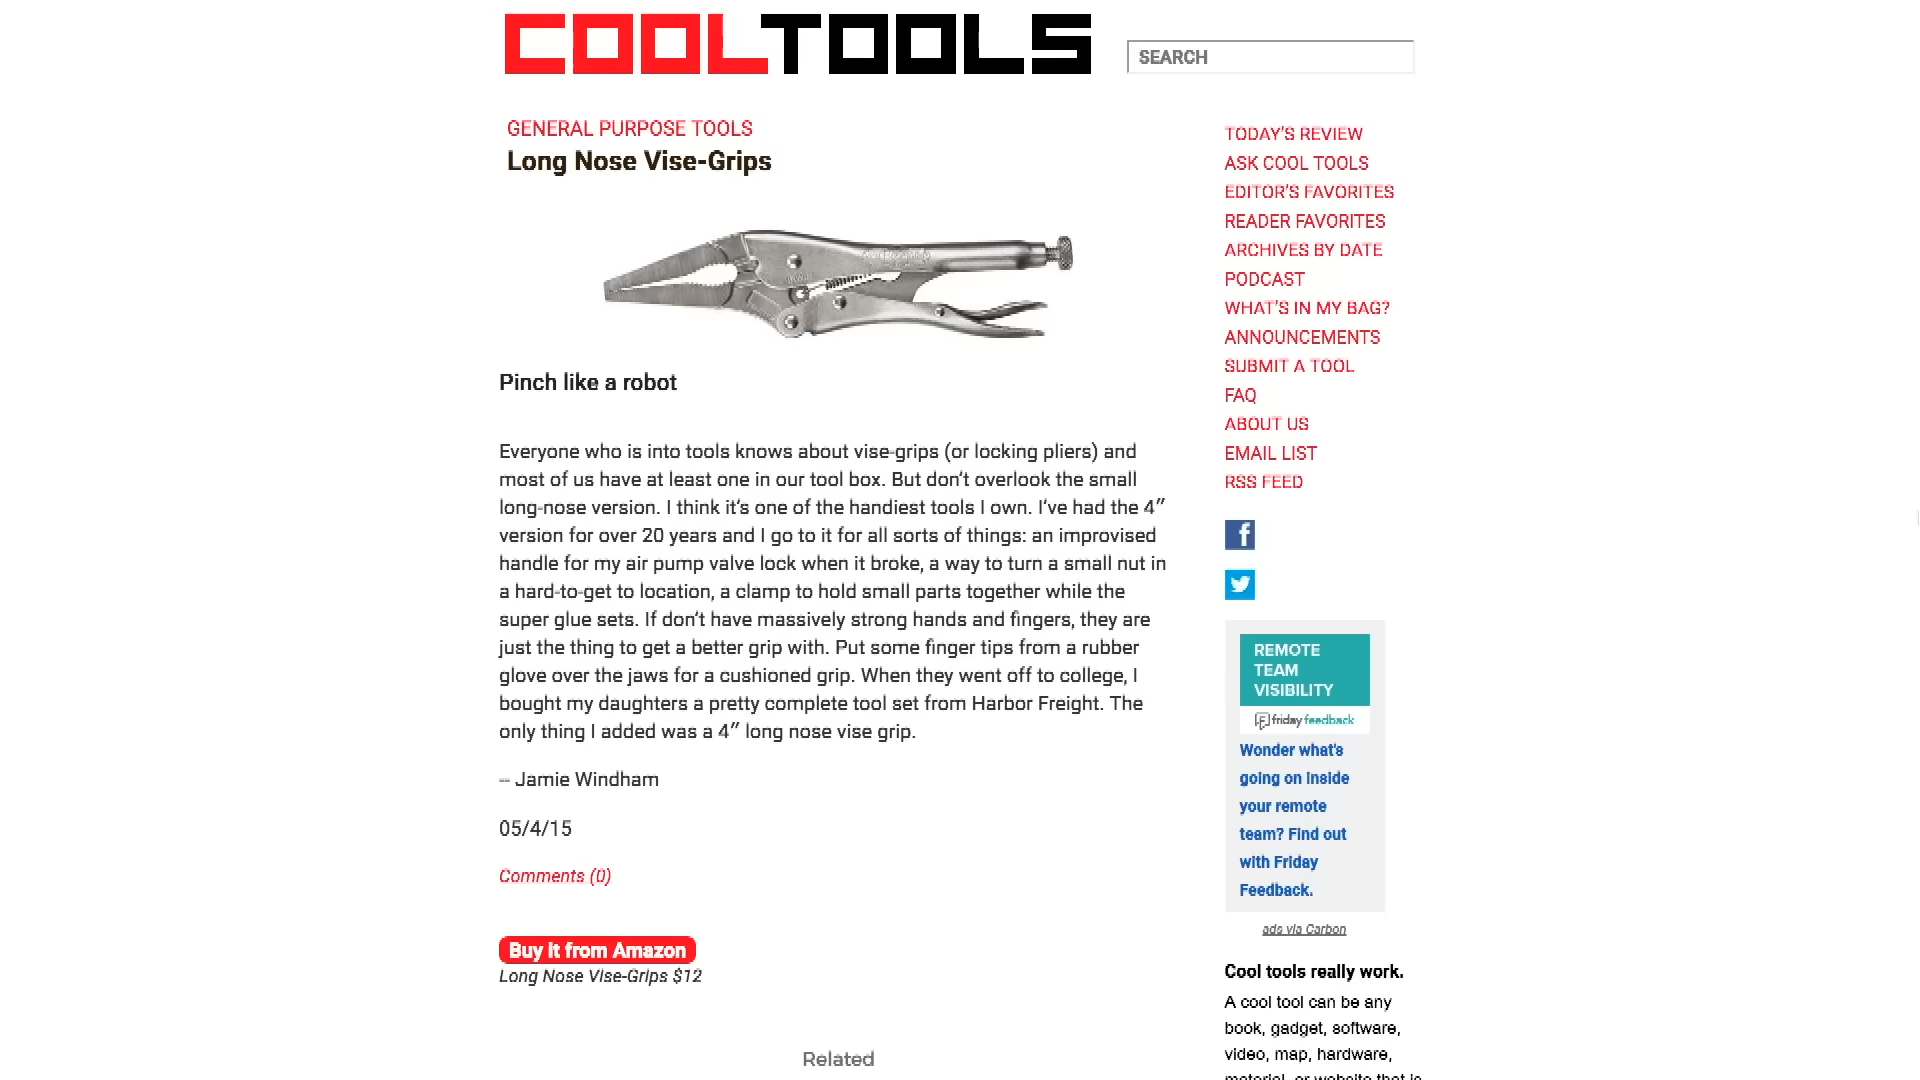 COOLTOOLS
SEARCH
GENERAL PURPOSE TOOLS
Long Nose Vise-Grips
Pinch like a robot
Everyone who is into tools knows about vise-grips (or locking pliers) and
most of us have at least one in our tool box. But don’t overlook the small
long-nose version. I think it’s one of the handiest tools I own. I’ve had the 4″
version for over 20 years and I go to it for all sorts of things: an improvised
handle for my air pump valve lock when it broke, a way to turn a small nut in
a hard-to-get to location, a clamp to hold small parts together while the
super glue sets. If don’t have massively strong hands and fingers, they are
just the thing to get a better grip with. Put some finger tips from a rubber
glove over the jaws for a cushioned grip. When they went off to college, I
bought my daughters a pretty complete tool set from Harbor Freight. The
only thing I added was a 4″ long nose vise grip.
-- Jamie Windham
05/4/15
Comments (0)
Buy it from Amazon
Long Nose Vise-Grips $12
Related
TODAY’S REVIEW
ASK COOL TOOLS
EDITOR’S FAVORITES
READER FAVORITES
ARCHIVES BY DATE
PODCAST
WHAT’S IN MY BAG?
ANNOUNCEMENTS
SUBMIT A TOOL
FAQ
ABOUT US
EMAIL LIST
RSS FEED
REMOTE
TEAM
VISIBILITY
friday feedback
Wonder what's
going on inside
your remote
team? Find out
with Friday
Feedback.
ads via Carbon
Cool tools really work.
A cool tool can be any
book, gadget, software,
video, map, hardware,
material, or website that is